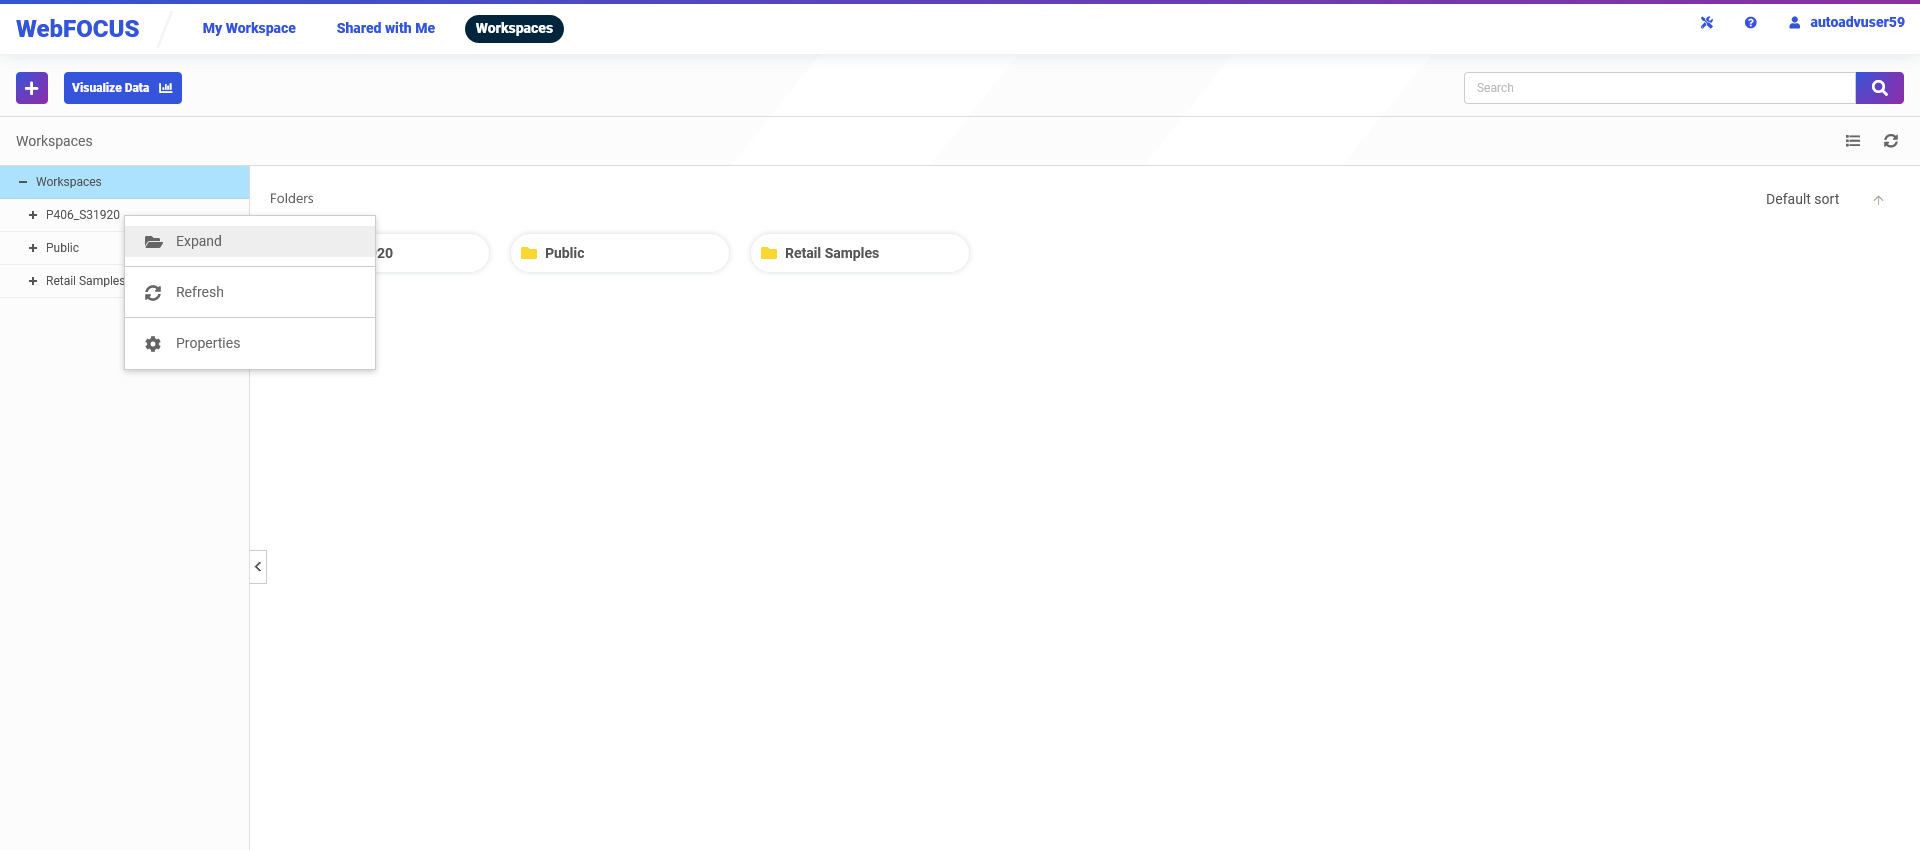 WebFOCUS
My Workspace
Shared with Me
Workspaces
autoadvuser59
Visualize Data
Search
Workspaces
Workspaces
P406_S31920
Public
Retail Samples
Expand
Refresh
Properties
Folders
Default sort
20
Public
Retail Samples